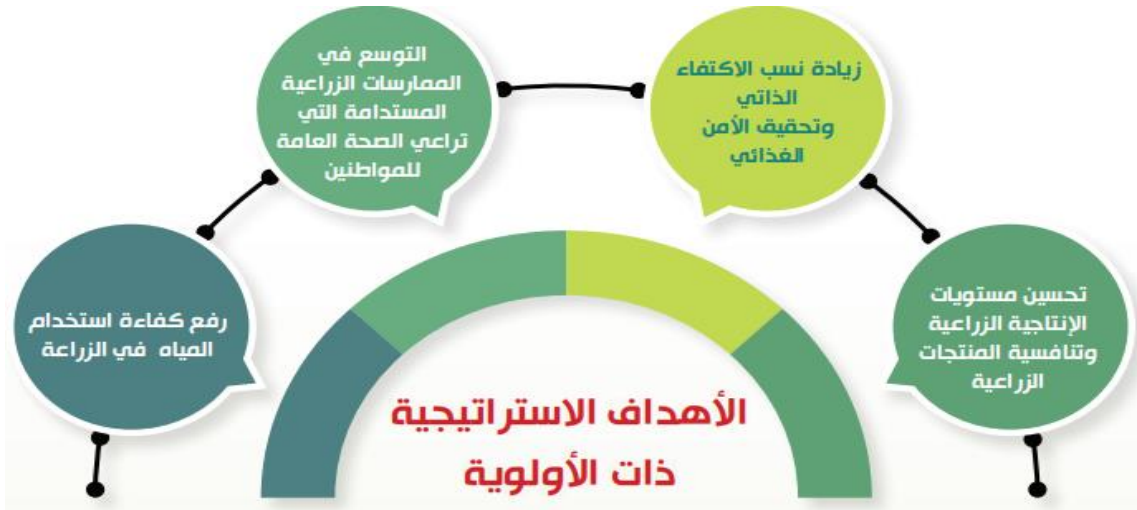 الأهداف الاستراتيجية
ذات الأولوية
تحسين مستويات
الإنتاجية الزراعية
وتنافسية المنتجات
الزراعية
زيادة نسب الاكتفاء
الذاتي
وتحقيق الأمن
الغذائي
التوسع في
الممارسات الزراعية
المستدامة التي
تراعي الصحة العامة
للمواطنين
رفع كفاءة استخدام
المياه في الزراعة